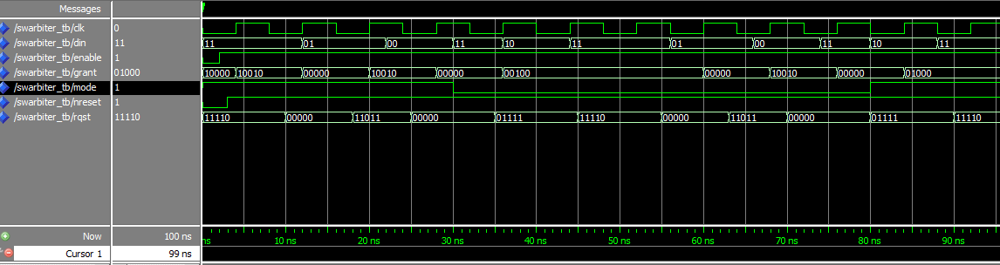 Messages
/swarbiter_tb/clk 0
/swarbiter_tb/din 11 11 01 00 11 10 11 01 00 11 10 11
/swarbiter_tb/enable 1
/swarbiter_tb/grant 01000 10000 10010 00000 10010 00000 00100 00000 10010 00000 01000
/swarbiter_tb/mode 1
/swarbiter_tb/nreset 1
/swarbiter_tb/rqst 11110 11110 00000 11011 00000 01111 11110 00000 11011 00000 01111 11110
Now 100 ns ns 10 ns 20 ns 30 ns 40 ns 50 ns 60 ns 70 ns 80 ns 90 ns
Cursor 1 99 ns